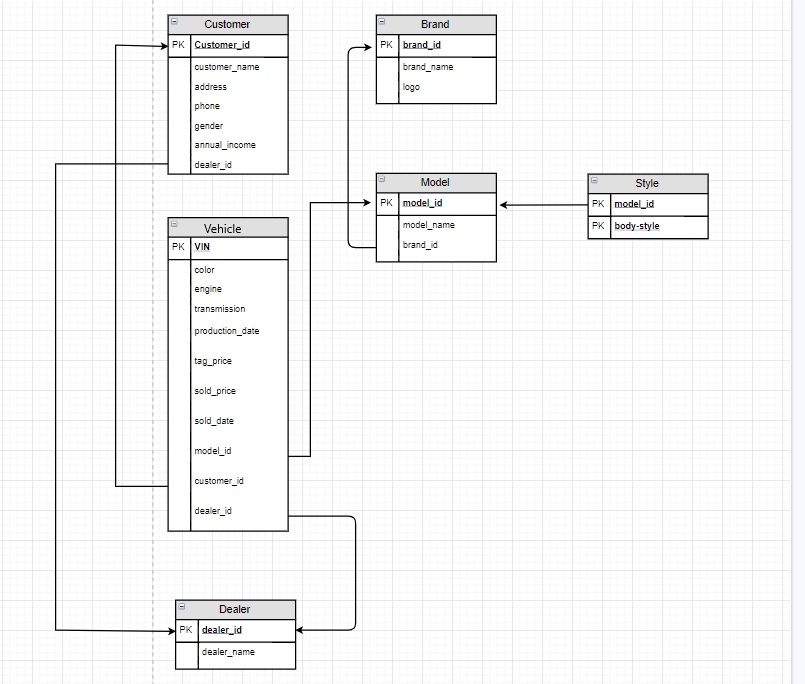 Customer
PK Customer_id
customer_name
address
phone
gender
annual_income
dealer_id
Brand
PK brand_id
brand_name
logo
Model
PK model_id
model_name
brand_id
Style
PK model_id
PK body-style
Vehicle
PK VIN
color
engine
transmission
production_date
tag_price
sold_price
sold_date
model_id
customer_id
dealer_id
Dealer
PK dealer_id
dealer_name